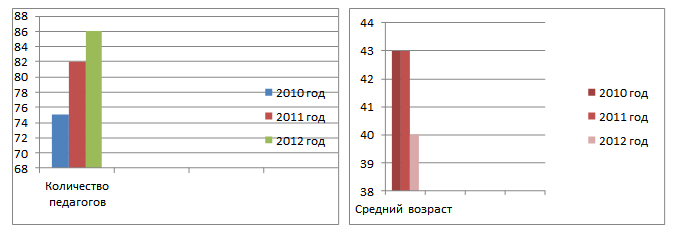 88
86
84
82
80
78
76
74
72
70
68
Количество
педагогов
2010 год
2011 год
2012 год
44
43
42
41
40
39
38
Средний возраст
2010 год
2011 год
2012 год